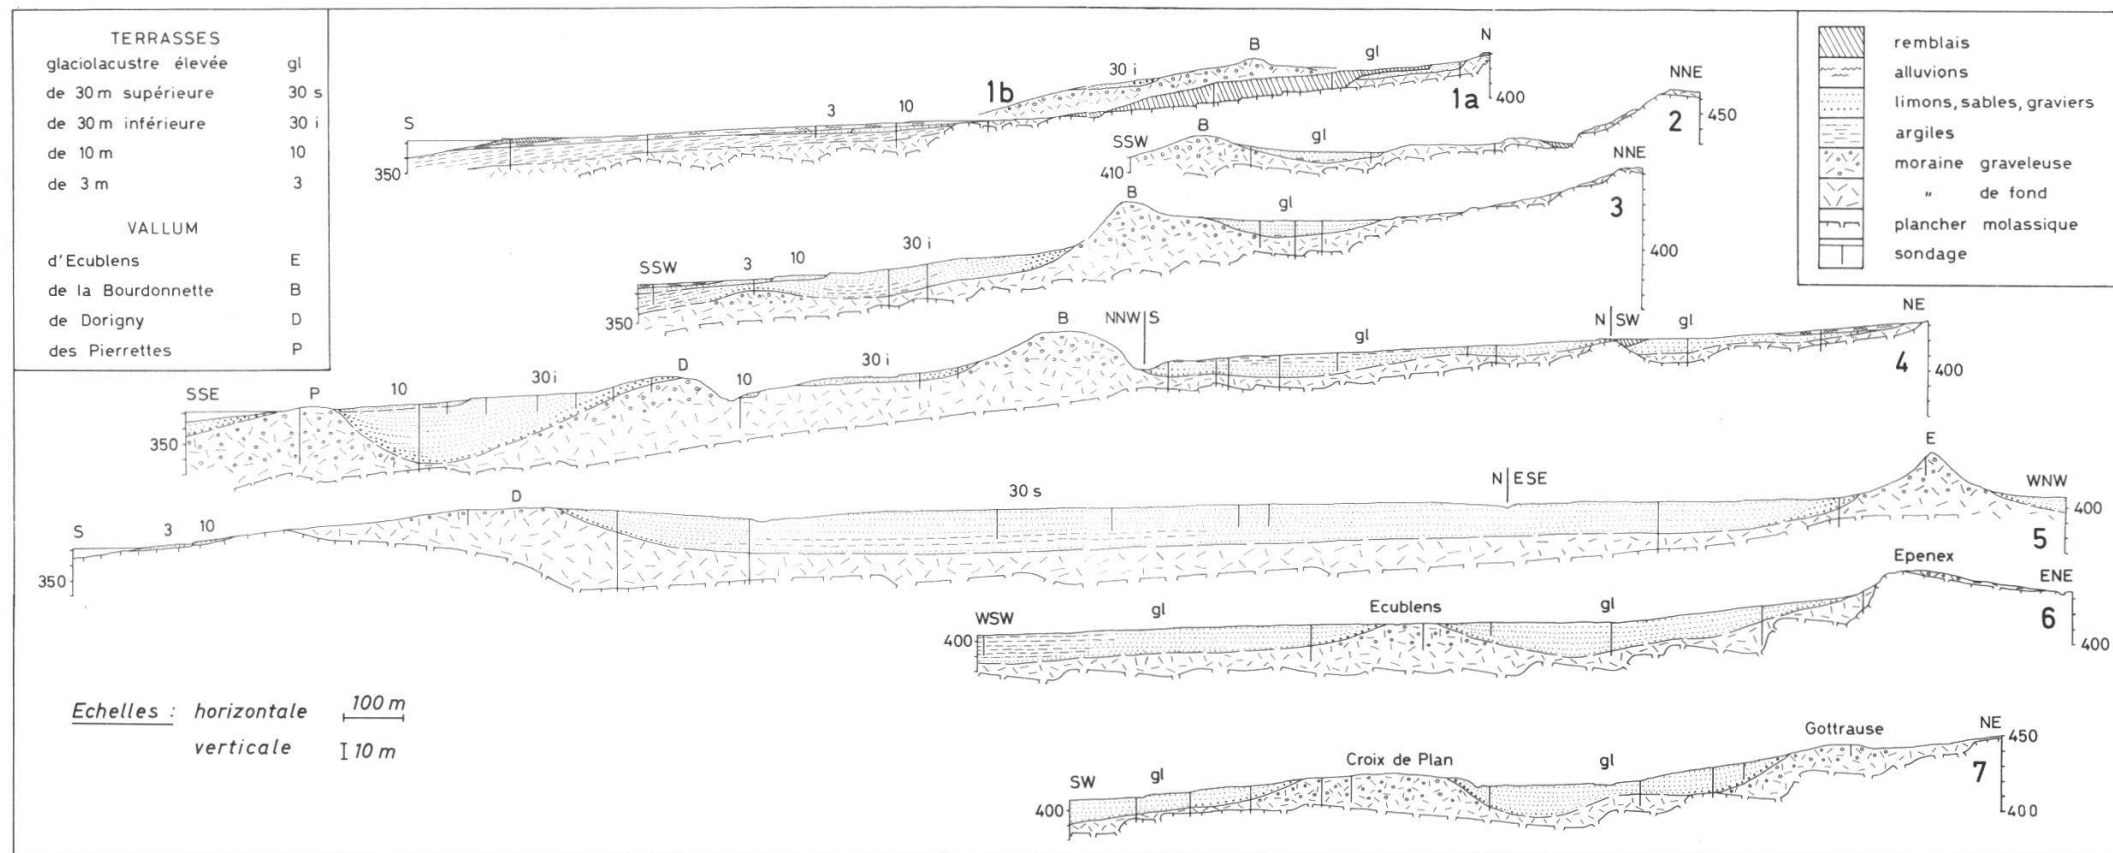 TERRASSES
glaciolacustre élevée gl
de 30 m supérieure 30 s
de 30 m inférieure 30 i
de 10 m 10
de 3 m 3
VALLUM
d'Ecublens E
de la Bourdonnette B
de Dorigny D
des Pierrettes P
remblais
alluvions
limons, sables, graviers
argiles
moraine graveleuse
" de fond
plancher molassique
sondage
S 3 10 1b 30 i B gl N
350 1a 400
SSW B gl NNE
410 2 450
SSW 3 10 30 i B gl NNE
350 3 400
SSE P 10 30 i D 10 30 i B NNW S gl N SW gl NE
350 4 400
S 3 10 D 30 s N ESE E WNW
350 5 400
WSW gl Ecublens gl Epenex ENE
400 6 400
SW gl Croix de Plan gl Gottrause NE
400 7 450
400
Echelles : horizontale 100 m
verticale 10 m